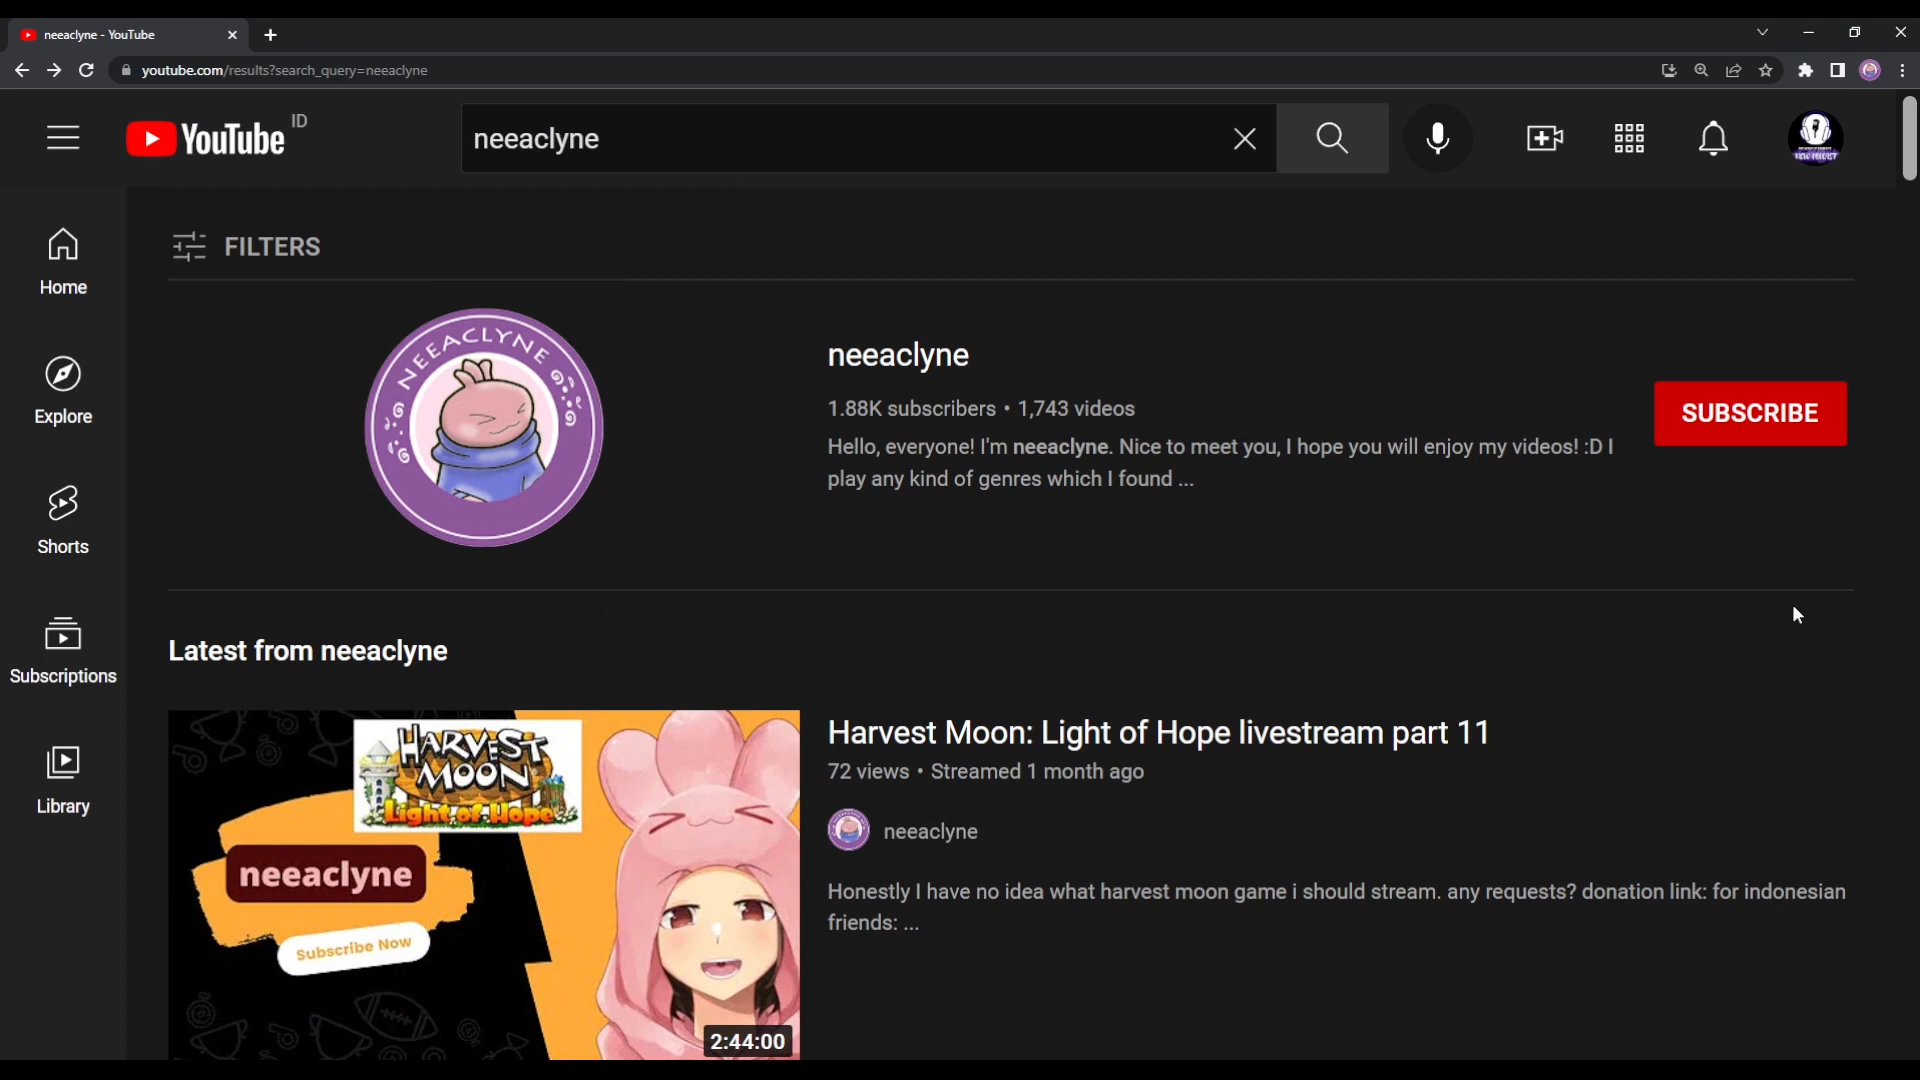 neeaclyne - YouTube
youtube.com/results?search_query=neeaclyne
YouTube ID
neeaclyne
FILTERS
Home
Explore
Shorts
Subscriptions
Library
NEEACLYNE
neeaclyne
1.88K subscribers • 1,743 videos
Hello, everyone! I'm neeaclyne. Nice to meet you, I hope you will enjoy my videos! :D I
play any kind of genres which I found ...
SUBSCRIBE
Latest from neeaclyne
HARVEST
MOON
Light of Hope
neeaclyne
Subscribe Now
2:44:00
Harvest Moon: Light of Hope livestream part 11
72 views • Streamed 1 month ago
neeaclyne
Honestly I have no idea what harvest moon game i should stream. any requests? donation link: for indonesian
friends: ...